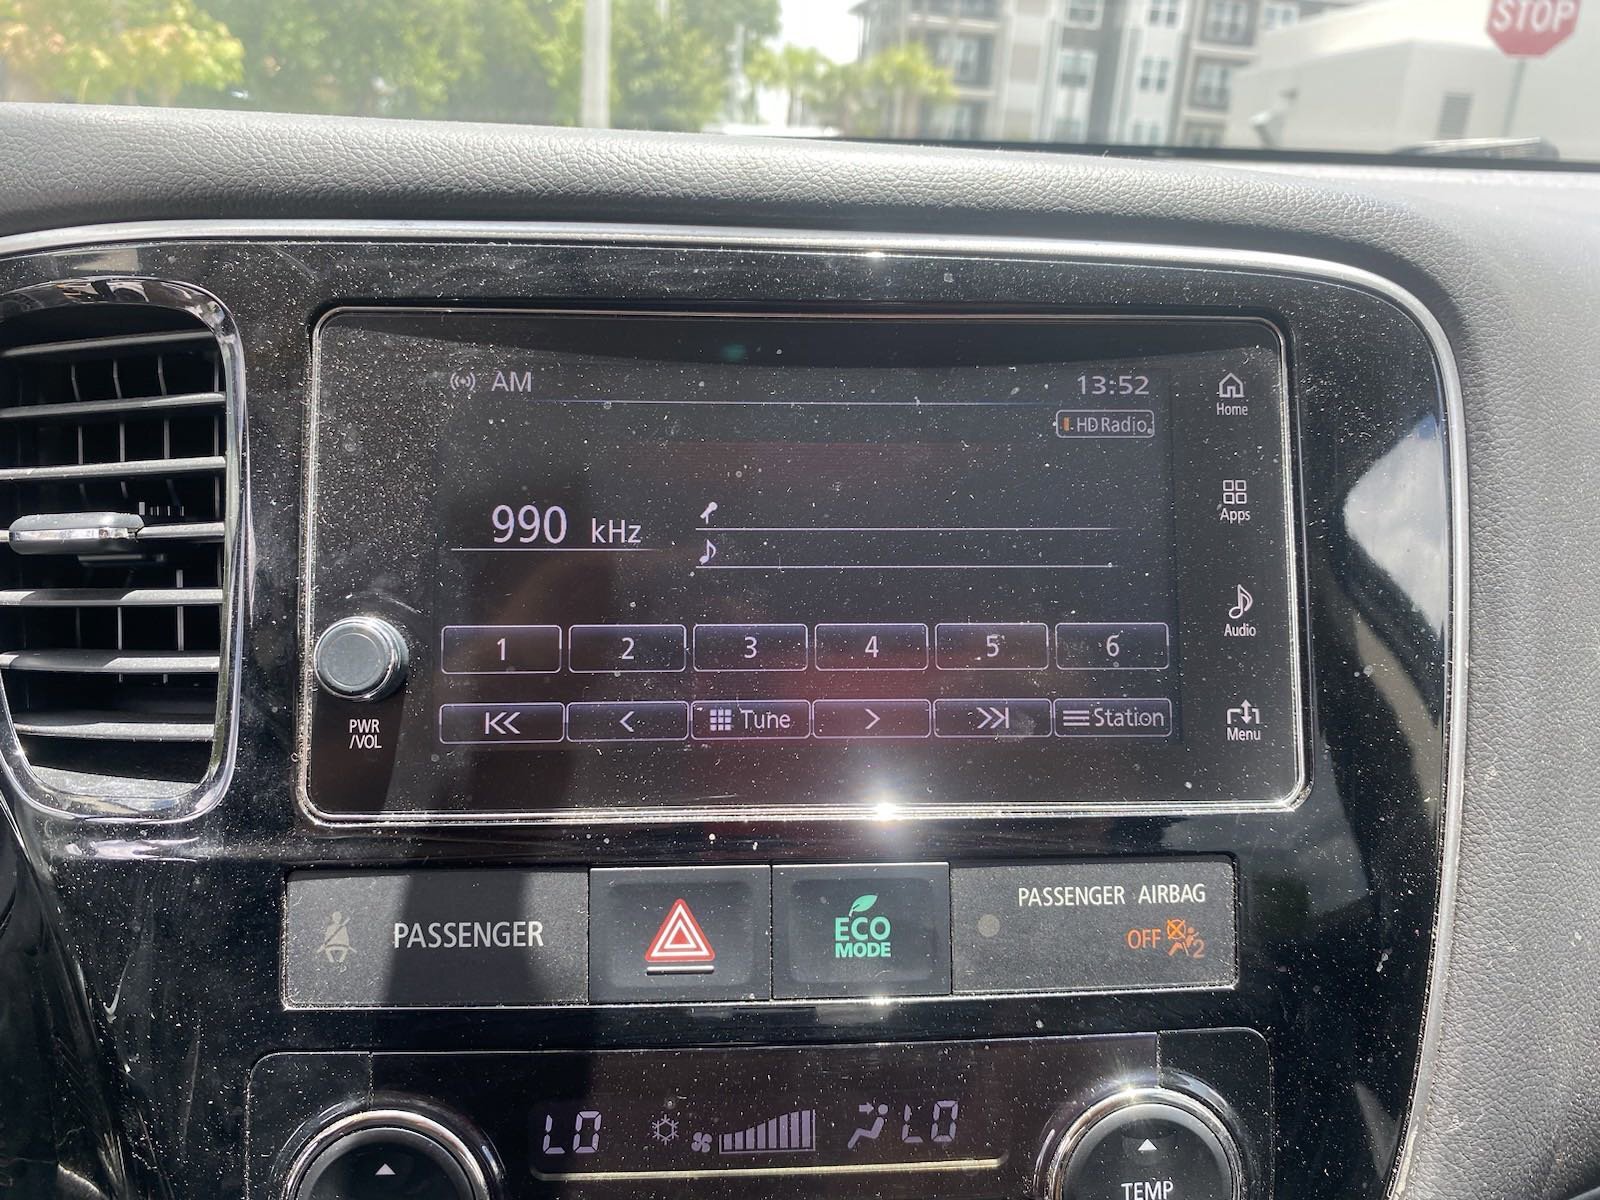 STOP
AM
13:52
Home
HD Radio
990 kHz
Apps
Audio
1 2 3 4 5 6
Tune
Station
Menu
PWR
/VOL
PASSENGER
ECO
MODE
PASSENGER AIRBAG
OFF
2
LO
LO
TEMP